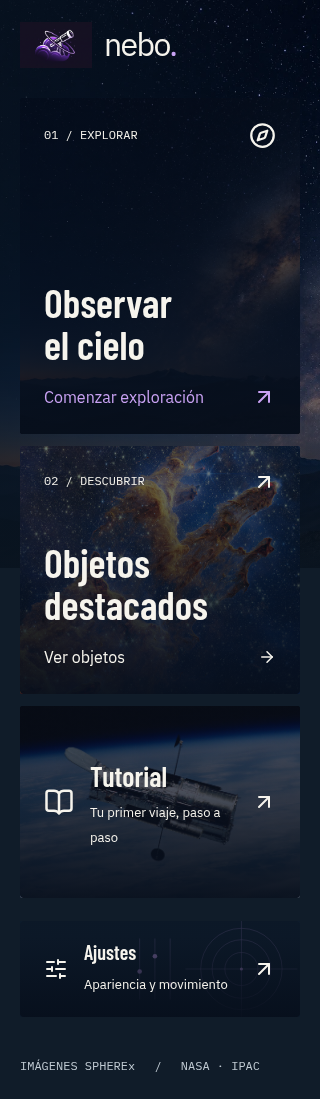 nebo.
01 / EXPLORAR
Observar
el cielo
Comenzar exploración
02 / DESCUBRIR
Objetos
destacados
Ver objetos
Tutorial
Tu primer viaje, paso a
paso
Ajustes
Apariencia y movimiento
IMÁGENES SPHEREx / NASA · IPAC